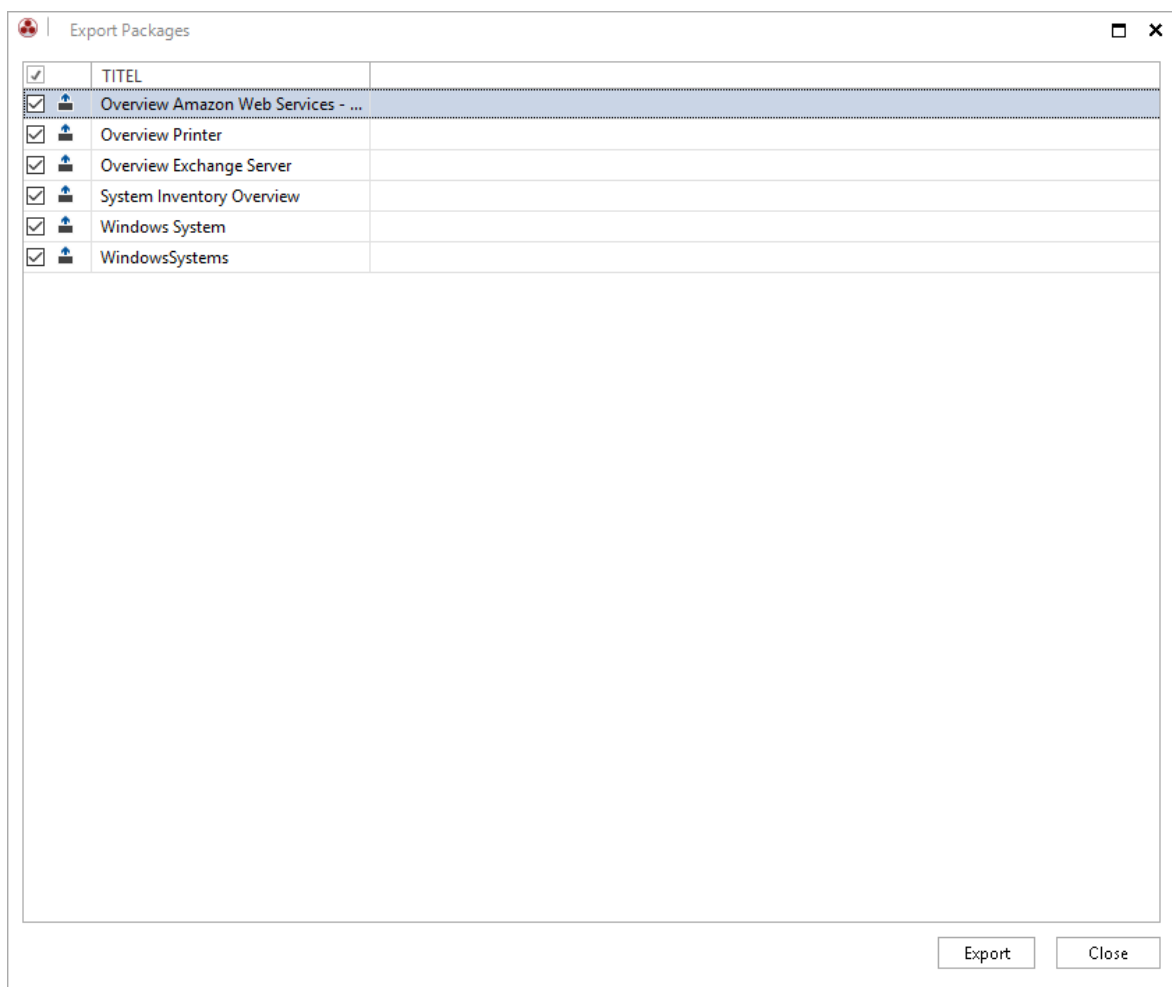 Export Packages
TITEL
Overview Amazon Web Services - ...
Overview Printer
Overview Exchange Server
System Inventory Overview
Windows System
WindowsSystems
Export Close